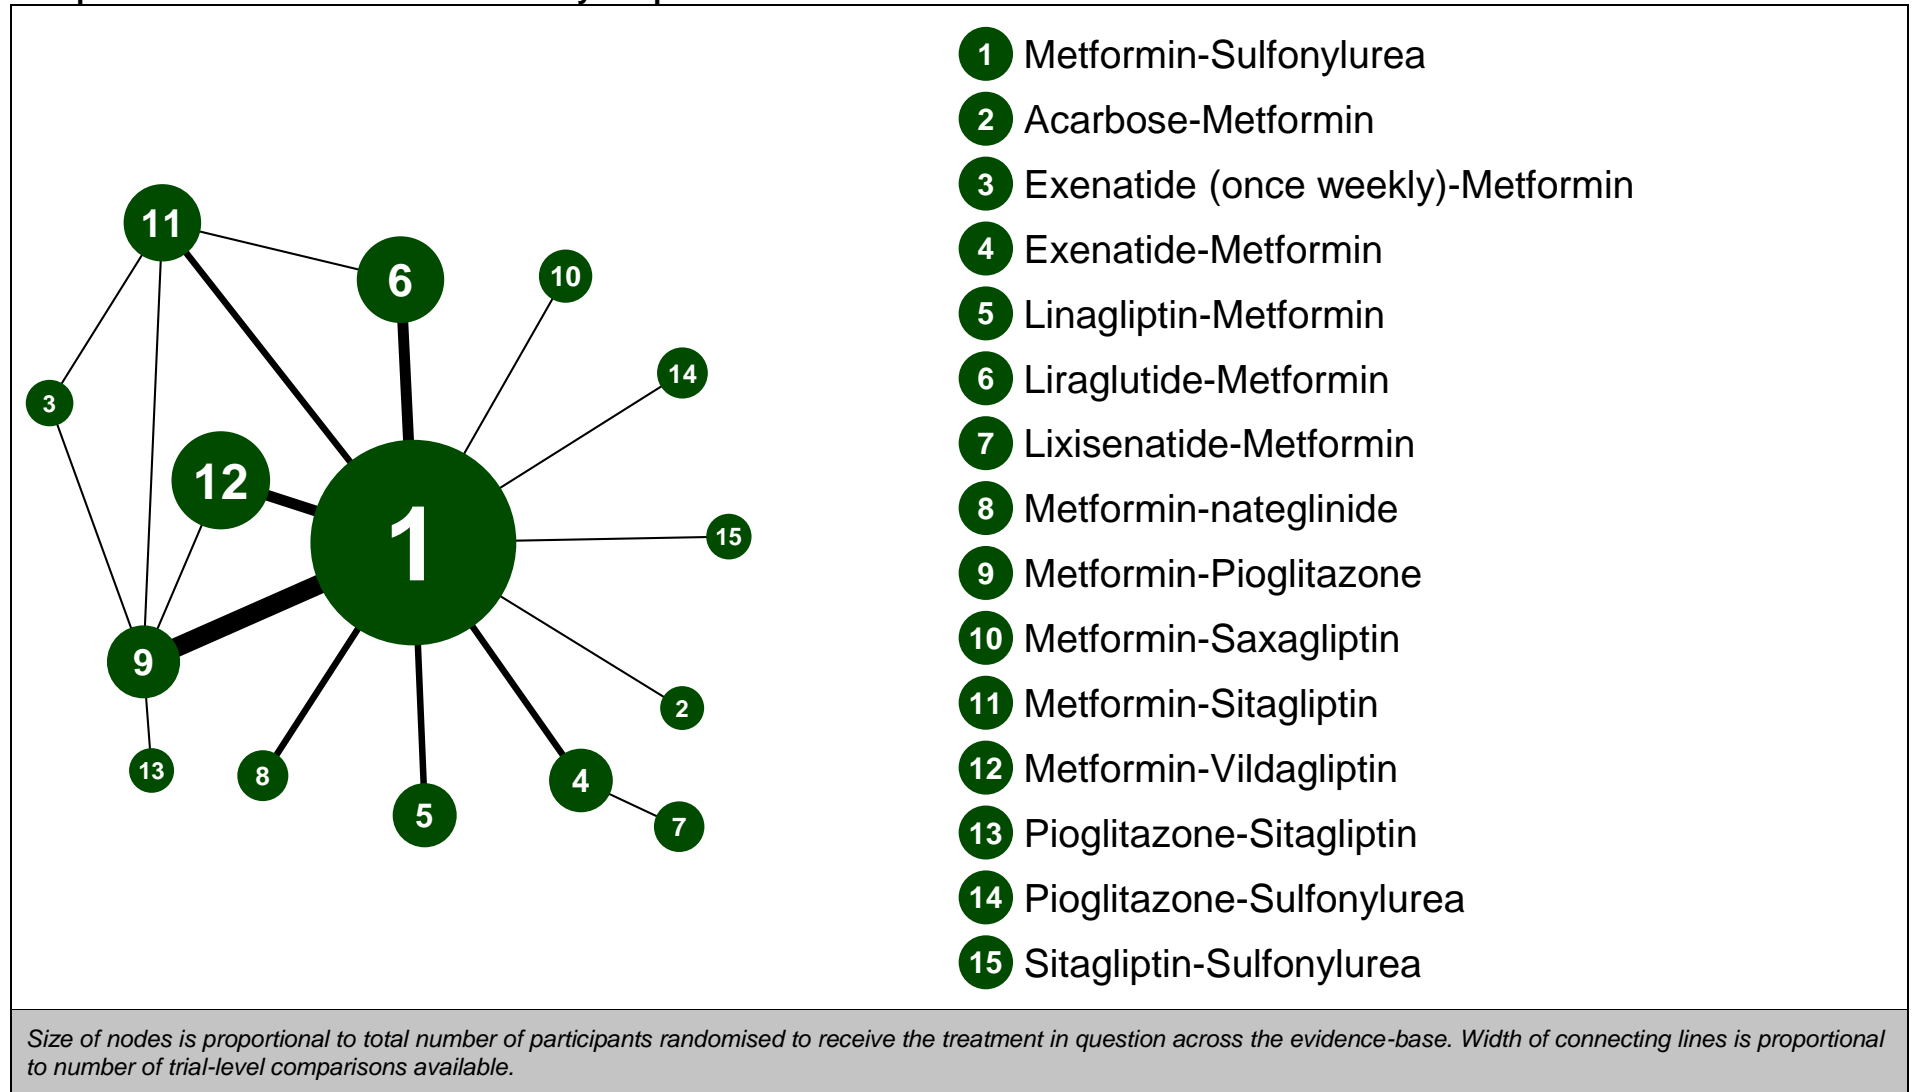 1 Metformin-Sulfonylurea
2 Acarbose-Metformin
3 Exenatide (once weekly)-Metformin
4 Exenatide-Metformin
5 Linagliptin-Metformin
6 Liraglutide-Metformin
7 Lixisenatide-Metformin
8 Metformin-nateglinide
9 Metformin-Pioglitazone
10 Metformin-Saxagliptin
11 Metformin-Sitagliptin
12 Metformin-Vildagliptin
13 Pioglitazone-Sitagliptin
14 Pioglitazone-Sulfonylurea
15 Sitagliptin-Sulfonylurea
11
6
10
14
3
12
1
15
9
2
13
8
4
5
7
Size of nodes is proportional to total number of participants randomised to receive the treatment in question across the evidence-base. Width of connecting lines is proportional
to number of trial-level comparisons available.